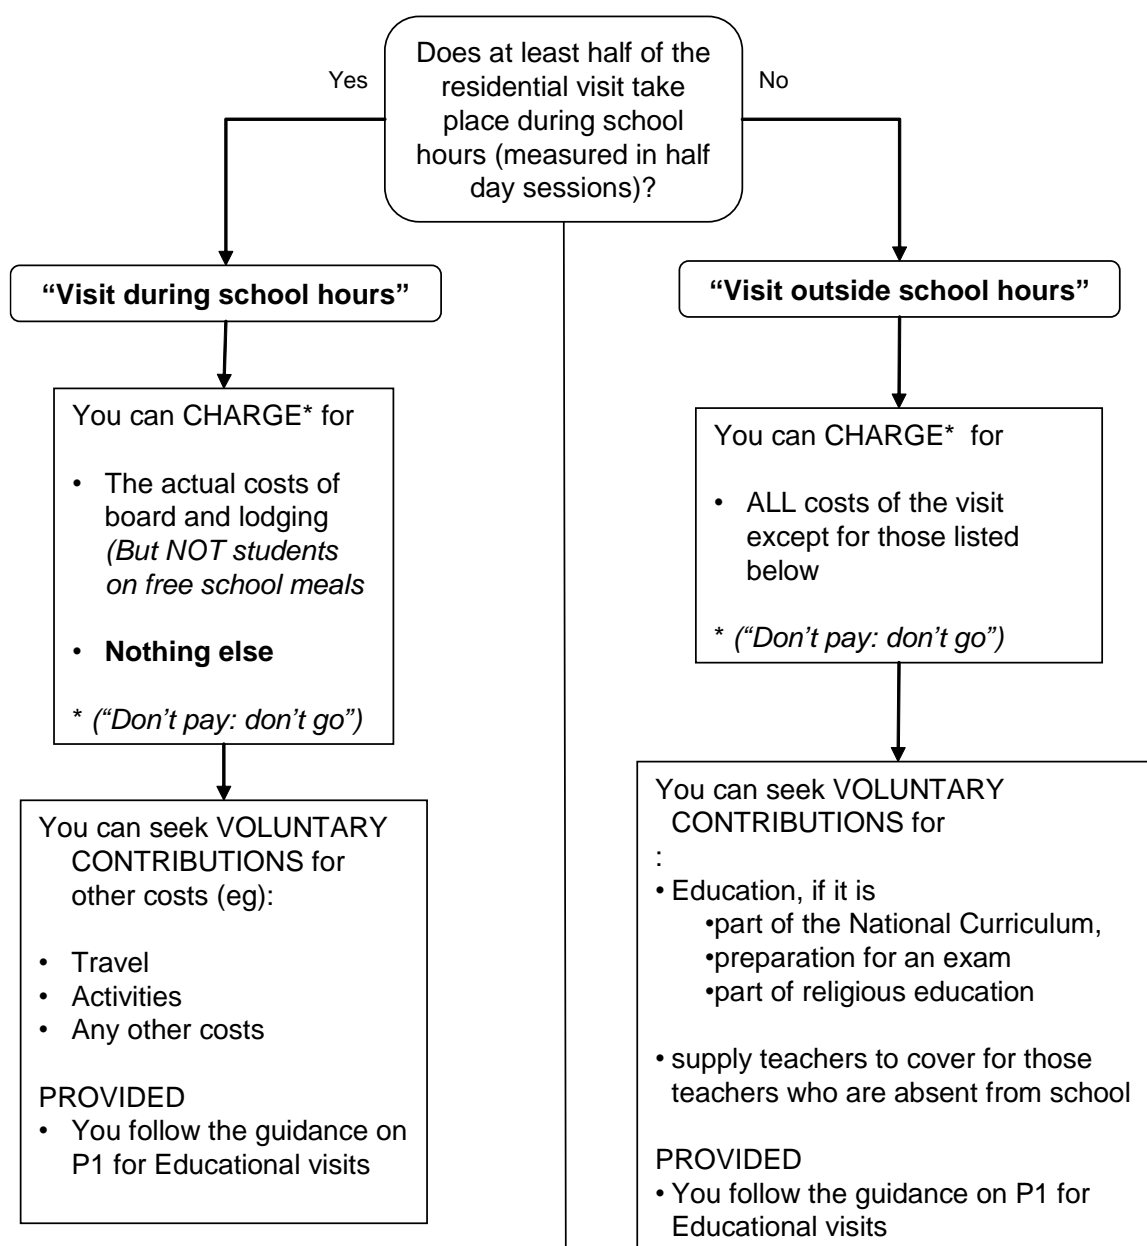 Does at least half of the
residential visit take
place during school
hours (measured in half
day sessions)?
Yes
No
“Visit during school hours”
You can CHARGE* for
• The actual costs of
board and lodging
(But NOT students
on free school meals
• Nothing else
* (“Don’t pay: don’t go”)
You can seek VOLUNTARY
CONTRIBUTIONS for
other costs (eg):
• Travel
• Activities
• Any other costs
PROVIDED
• You follow the guidance on
P1 for Educational visits
“Visit outside school hours”
You can CHARGE* for
• ALL costs of the visit
except for those listed
below
* (“Don’t pay: don’t go”)
You can seek VOLUNTARY
CONTRIBUTIONS for
:
• Education, if it is
•part of the National Curriculum,
•preparation for an exam
•part of religious education
• supply teachers to cover for those
teachers who are absent from school
PROVIDED
• You follow the guidance on P1 for
Educational visits